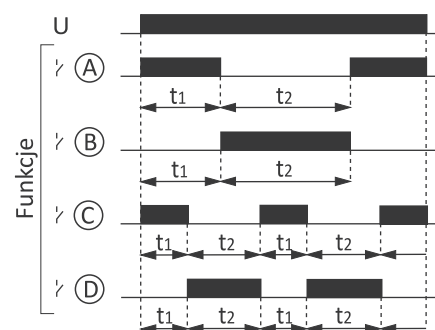 U
A
t1 t2
B
t1 t2
C
t1 t2 t1 t2
D
t1 t2 t1 t2
Funkcje